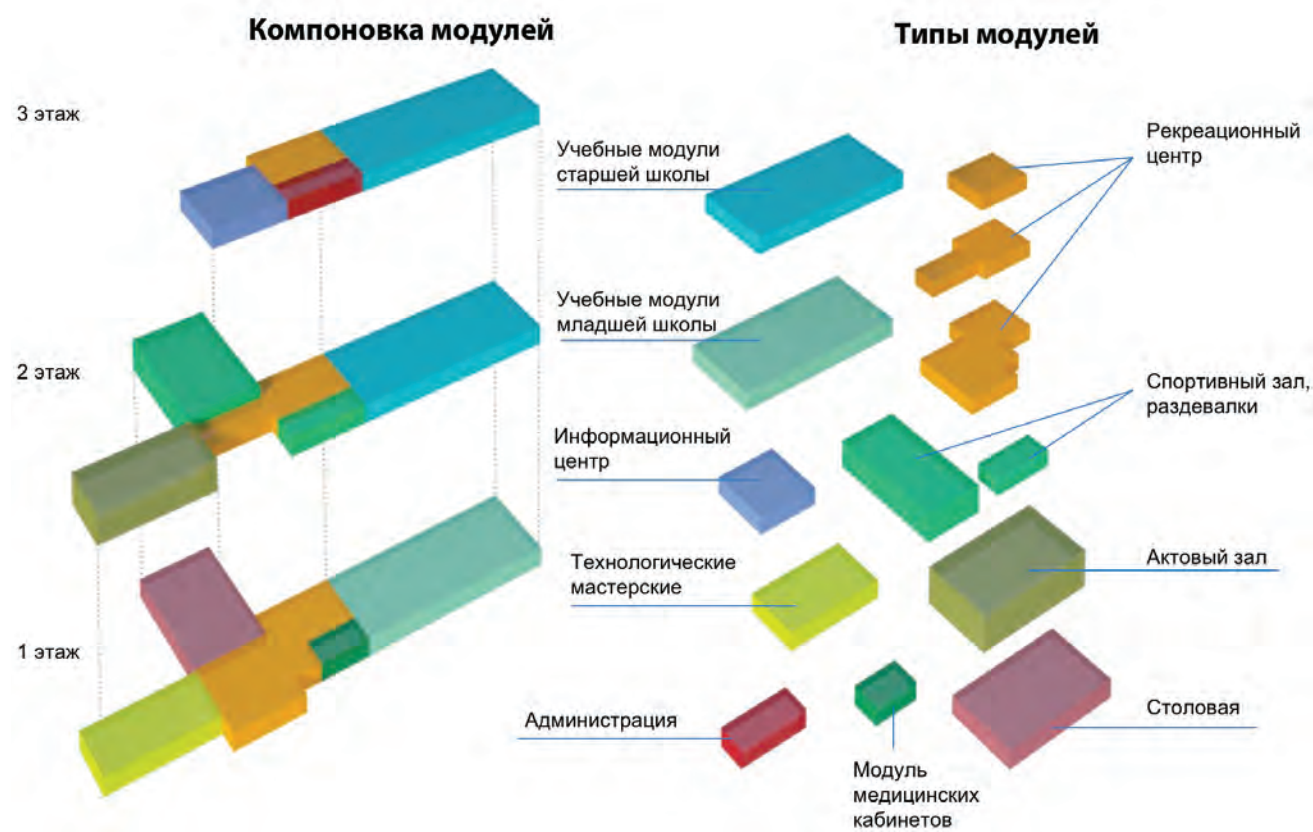 Компоновка модулей
3 этаж
2 этаж
1 этаж
Типы модулей
Учебные модули
старшей школы
Рекреационный
центр
Учебные модули
младшей школы
Спортивный зал,
раздевалки
Информационный
центр
Технологические
мастерские
Актовый зал
Администрация
Столовая
Модуль
медицинских
кабинетов